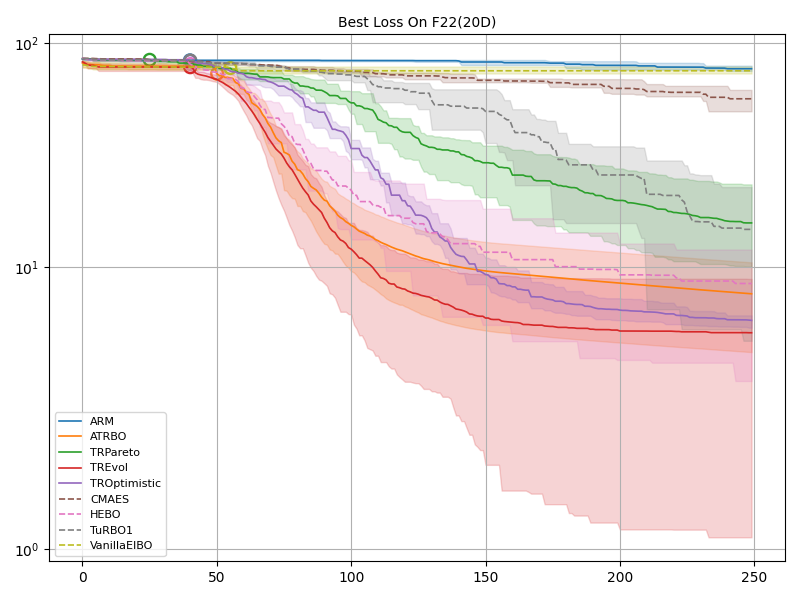 Best Loss On F22(20D)
10²
10¹
10⁰
ARM
ATRBO
TRPareto
TREvol
TROptimistic
CMAES
HEBO
TuRBO1
VanillaEIBO
0 50 100 150 200 250